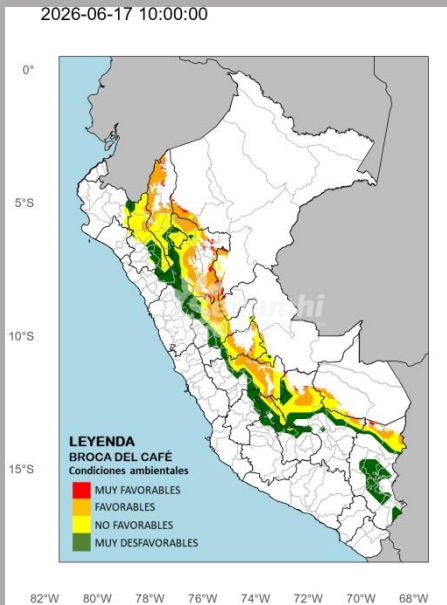 2026-06-17 10:00:00
0°
5°S
10°S
15°S
Senamhi
LEYENDA
BROCA DEL CAFÉ
Condiciones ambientales
MUY FAVORABLES
FAVORABLES
NO FAVORABLES
MUY DESFAVORABLES
82°W 80°W 78°W 76°W 74°W 72°W 70°W 68°W